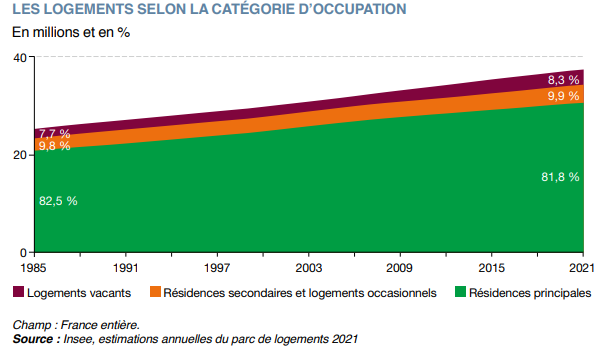 LES LOGEMENTS SELON LA CATÉGORIE D'OCCUPATION
En millions et en %
40
8,3 %
9,9 %
7,7 %
9,8 %
20
81,8 %
82,5 %
0
1985 1991 1997 2003 2009 2015 2021
Logements vacants Résidences secondaires et logements occasionnels Résidences principales
Champ : France entière.
Source : Insee, estimations annuelles du parc de logements 2021